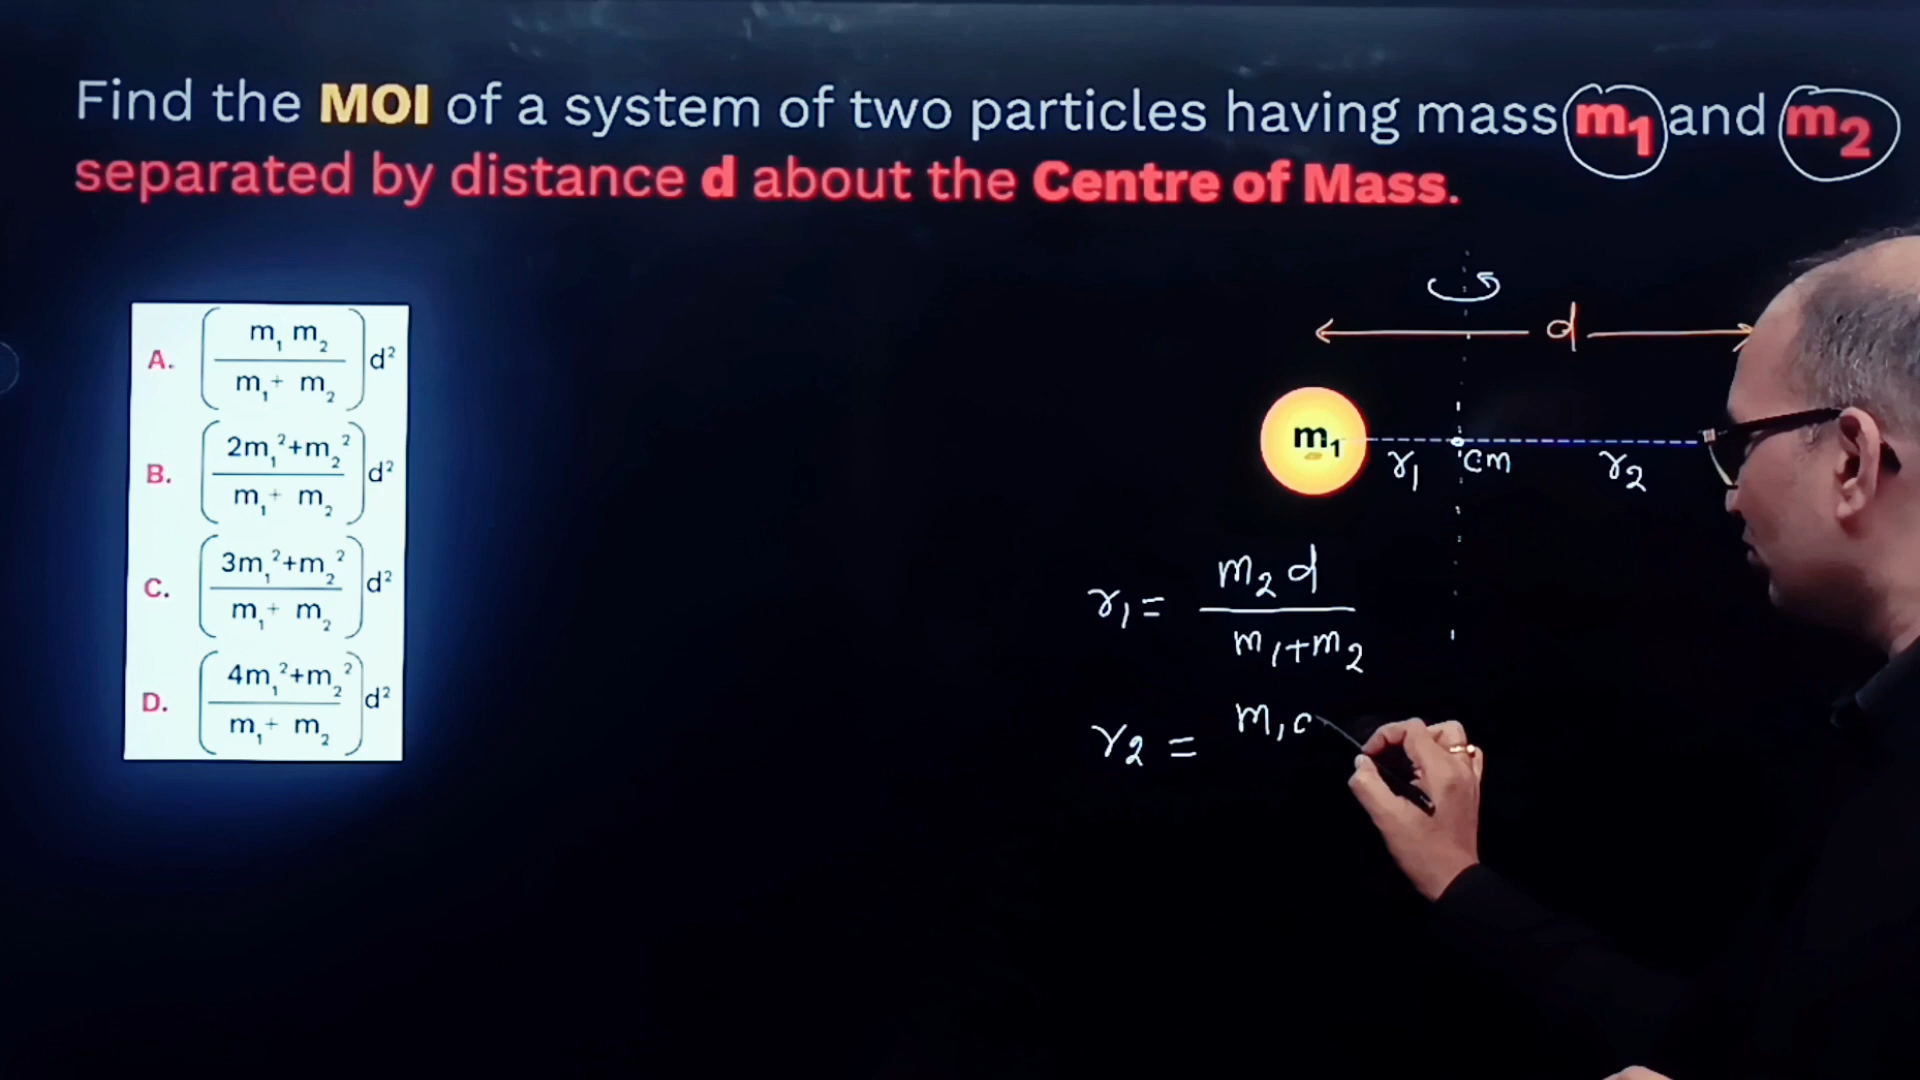 Find the MOI of a system of two particles having mass m₁ and m₂
separated by distance d about the Centre of Mass.
A. (m₁ m₂ / m₁ + m₂) d²
B. (2m₁²+m₂² / m₁ + m₂) d²
C. (3m₁²+m₂² / m₁ + m₂) d²
D. (4m₁²+m₂² / m₁ + m₂) d²
d
m₁
r₁ cm r₂
r₁ = m₂ d / m₁+m₂
r₂ = m₁